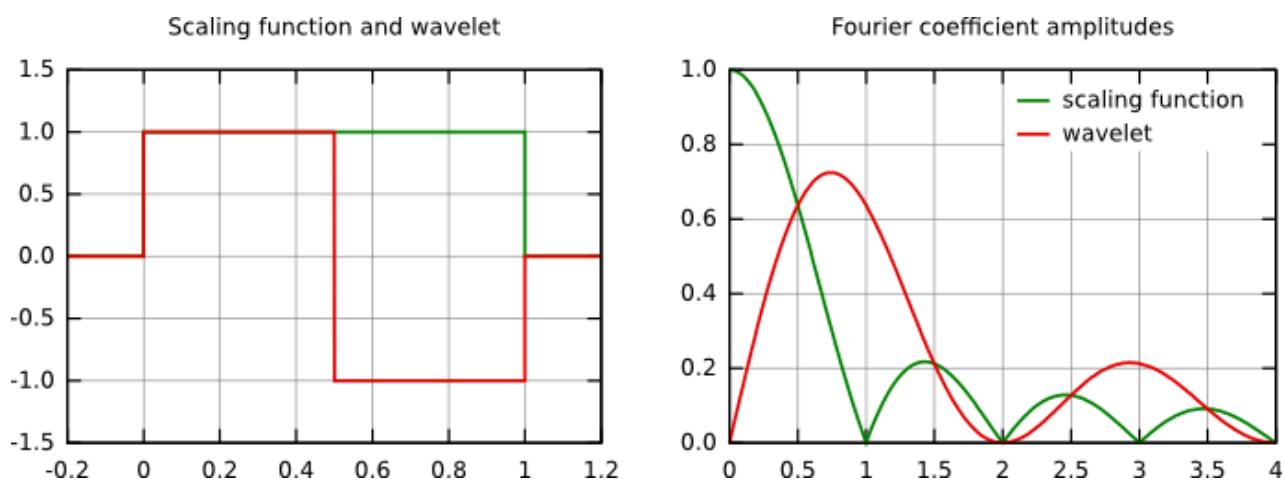 Scaling function and wavelet
1.5
1.0
0.5
0.0
-0.5
-1.0
-1.5
-0.2 0 0.2 0.4 0.6 0.8 1 1.2
Fourier coefficient amplitudes
1.0
0.8
0.6
0.4
0.2
0.0
0 0.5 1 1.5 2 2.5 3 3.5 4
scaling function
wavelet